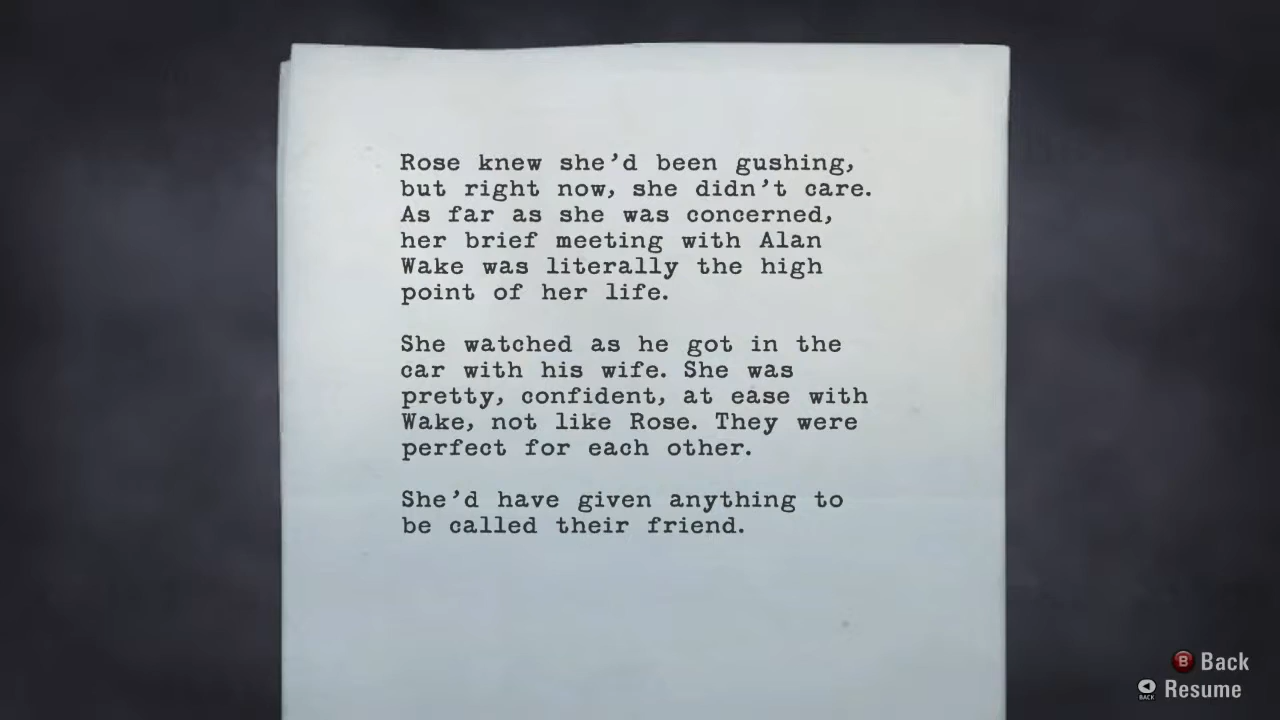 Rose knew she'd been gushing,
but right now, she didn't care.
As far as she was concerned,
her brief meeting with Alan
Wake was literally the high
point of her life.
She watched as he got in the
car with his wife. She was
pretty, confident, at ease with
Wake, not like Rose. They were
perfect for each other.
She'd have given anything to
be called their friend.
B Back
BACK Resume